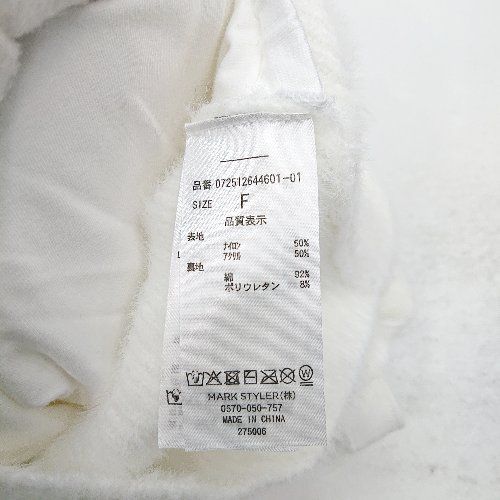 品番 072512644601-01
SIZE F
品質表示
表地
ナイロン 50%
アクリル 50%
裏地
綿 92%
ポリウレタン 8%
MARK STYLER(株)
0570-050-757
MADE IN CHINA
275006